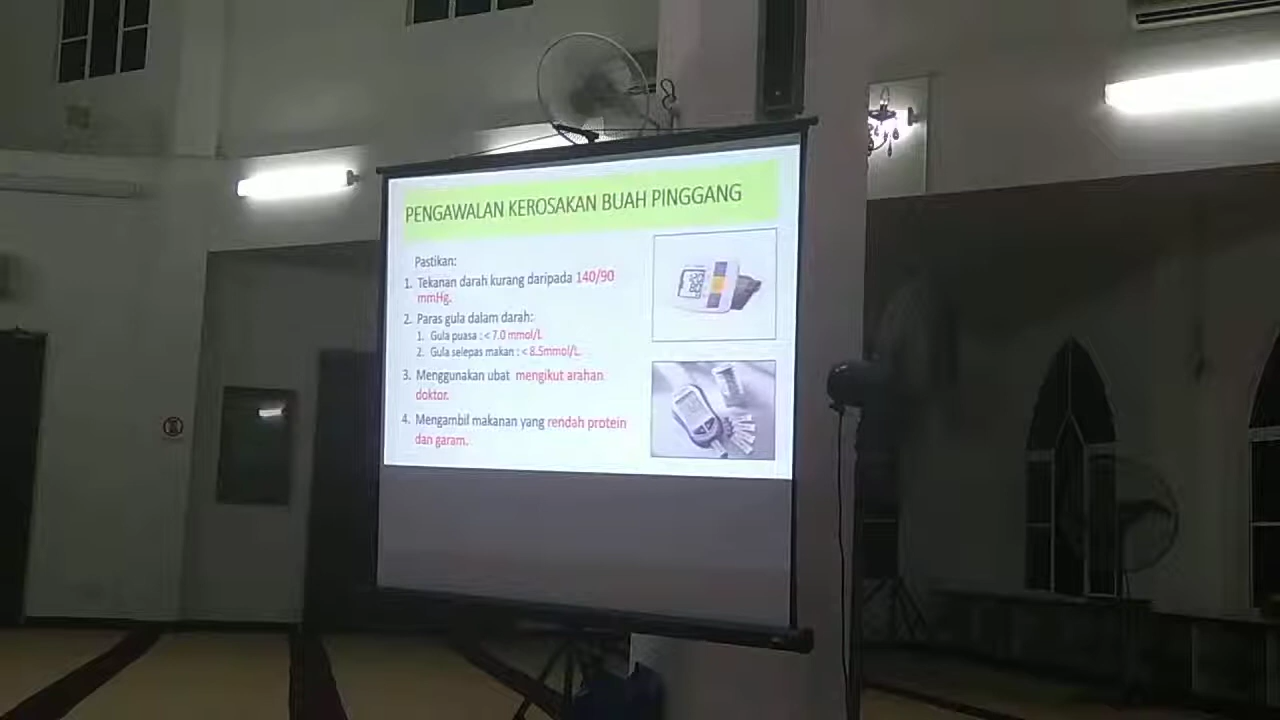 PENGAWALAN KEROSAKAN BUAH PINGGANG
Pastikan:
1. Tekanan darah kurang daripada 140/90
mmHg.
2. Paras gula dalam darah:
1. Gula puasa : < 7.0 mmol/L
2. Gula selepas makan : < 8.5mmol/L.
3. Menggunakan ubat mengikut arahan
doktor.
4. Mengambil makanan yang rendah protein
dan garam.